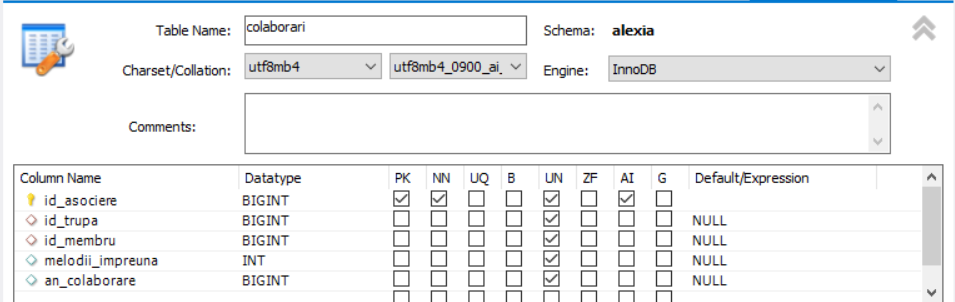 Table Name: colaborari Schema: alexia
Charset/Collation: utf8mb4 utf8mb4_0900_ai_ Engine: InnoDB
Comments:
Column Name Datatype PK NN UQ B UN ZF AI G Default/Expression
id_asociere BIGINT
id_trupa BIGINT NULL
id_membru BIGINT NULL
melodii_impreuna INT NULL
an_colaborare BIGINT NULL